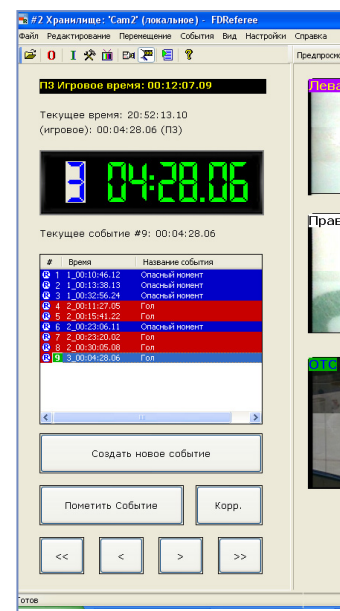 #2 Хранилище: 'Cam2' (локальное) - FDReferee
Файл Редактирование Перемещение События Вид Настройки Справка
Предпросмо
П3 Игровое время: 00:12:07.09
Текущее время: 20:52:13.10
(игровое): 00:04:28.06 (П3)
3 04:28.06
Текущее событие #9: 00:04:28.06
# Время Название события
R 1 1_00:10:46.12 Опасный момент
R 2 1_00:13:38.13 Опасный момент
R 3 1_00:32:56.24 Опасный момент
R 4 2_00:11:27.05 Гол
R 5 2_00:15:41.22 Гол
R 6 2_00:23:06.11 Опасный момент
R 7 2_00:23:20.02 Гол
R 8 2_00:30:05.08 Гол
R 9 3_00:04:28.06 Гол
Создать новое событие
Пометить Событие Корр.
<< < > >>
Лева
Прав
ОТС
Готов